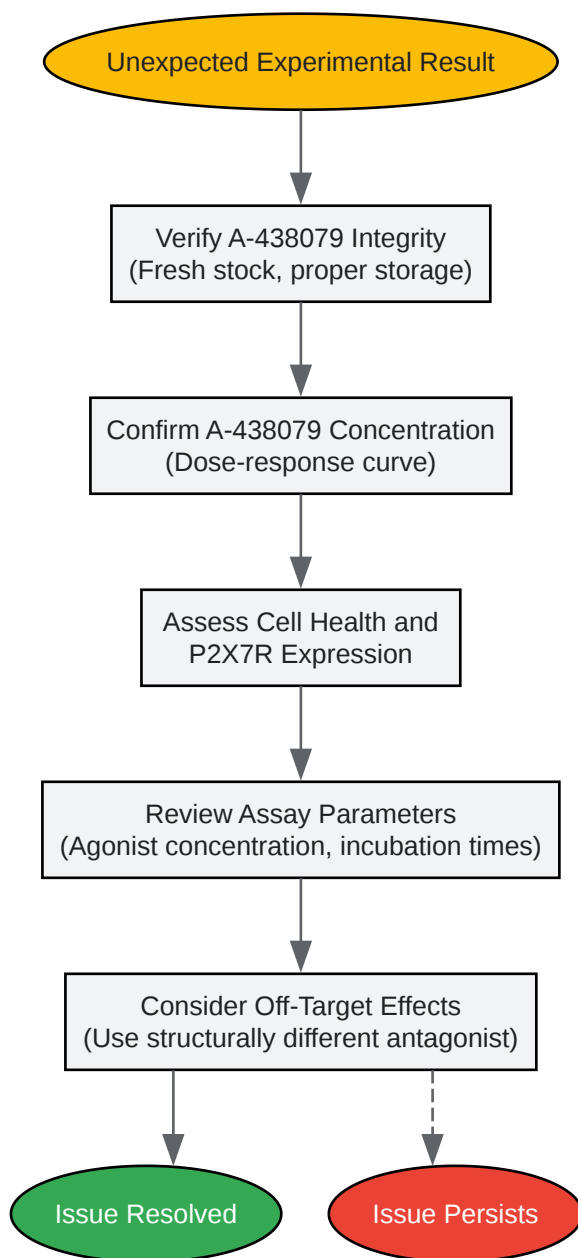 Unexpected Experimental Result
Verify A-438079 Integrity
(Fresh stock, proper storage)
Confirm A-438079 Concentration
(Dose-response curve)
Assess Cell Health and
P2X7R Expression
Review Assay Parameters
(Agonist concentration, incubation times)
Consider Off-Target Effects
(Use structurally different antagonist)
Issue Resolved
Issue Persists